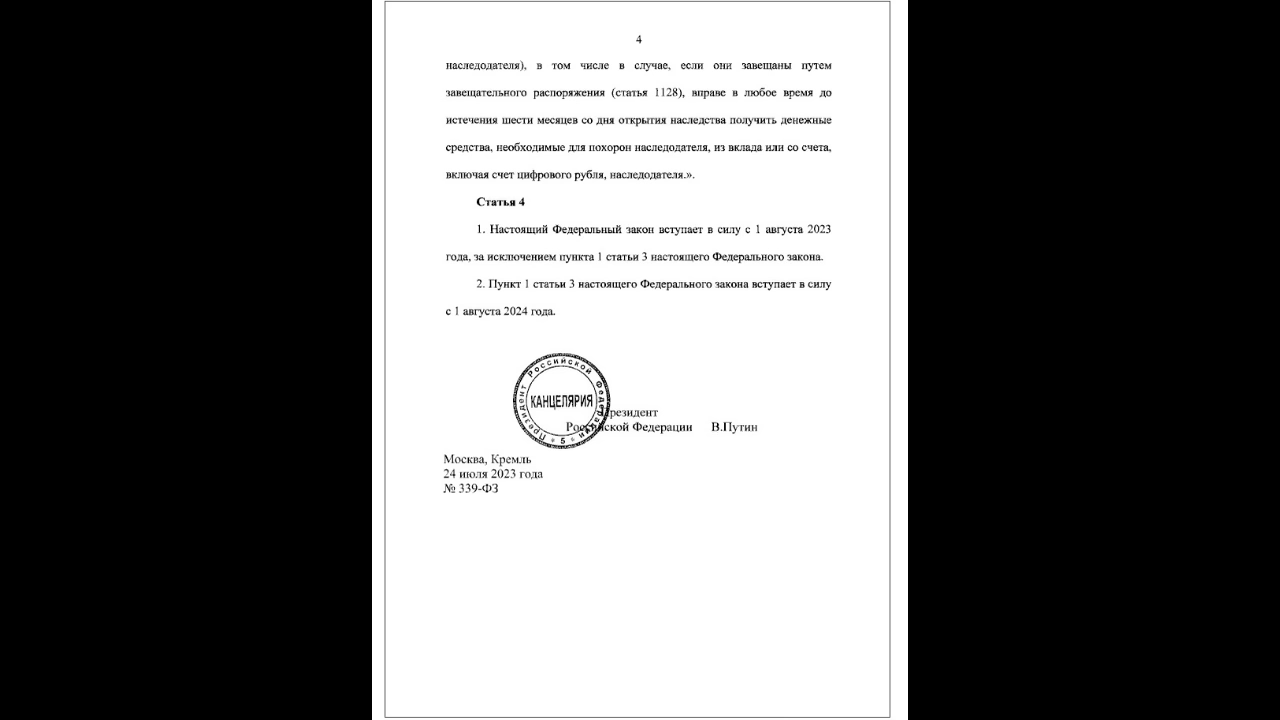 4
наследодателя), в том числе в случае, если они завещаны путем
завещательного распоряжения (статья 1128), вправе в любое время до
истечения шести месяцев со дня открытия наследства получить денежные
средства, необходимые для похорон наследодателя, из вклада или со счета,
включая счет цифрового рубля, наследодателя.».
Статья 4
1. Настоящий Федеральный закон вступает в силу с 1 августа 2023
года, за исключением пункта 1 статьи 3 настоящего Федерального закона.
2. Пункт 1 статьи 3 настоящего Федерального закона вступает в силу
с 1 августа 2024 года.
Президент Российской Федерации * 5 *
КАНЦЕЛЯРИЯ
Президент
Российской Федерации В.Путин
Москва, Кремль
24 июля 2023 года
№ 339-ФЗ